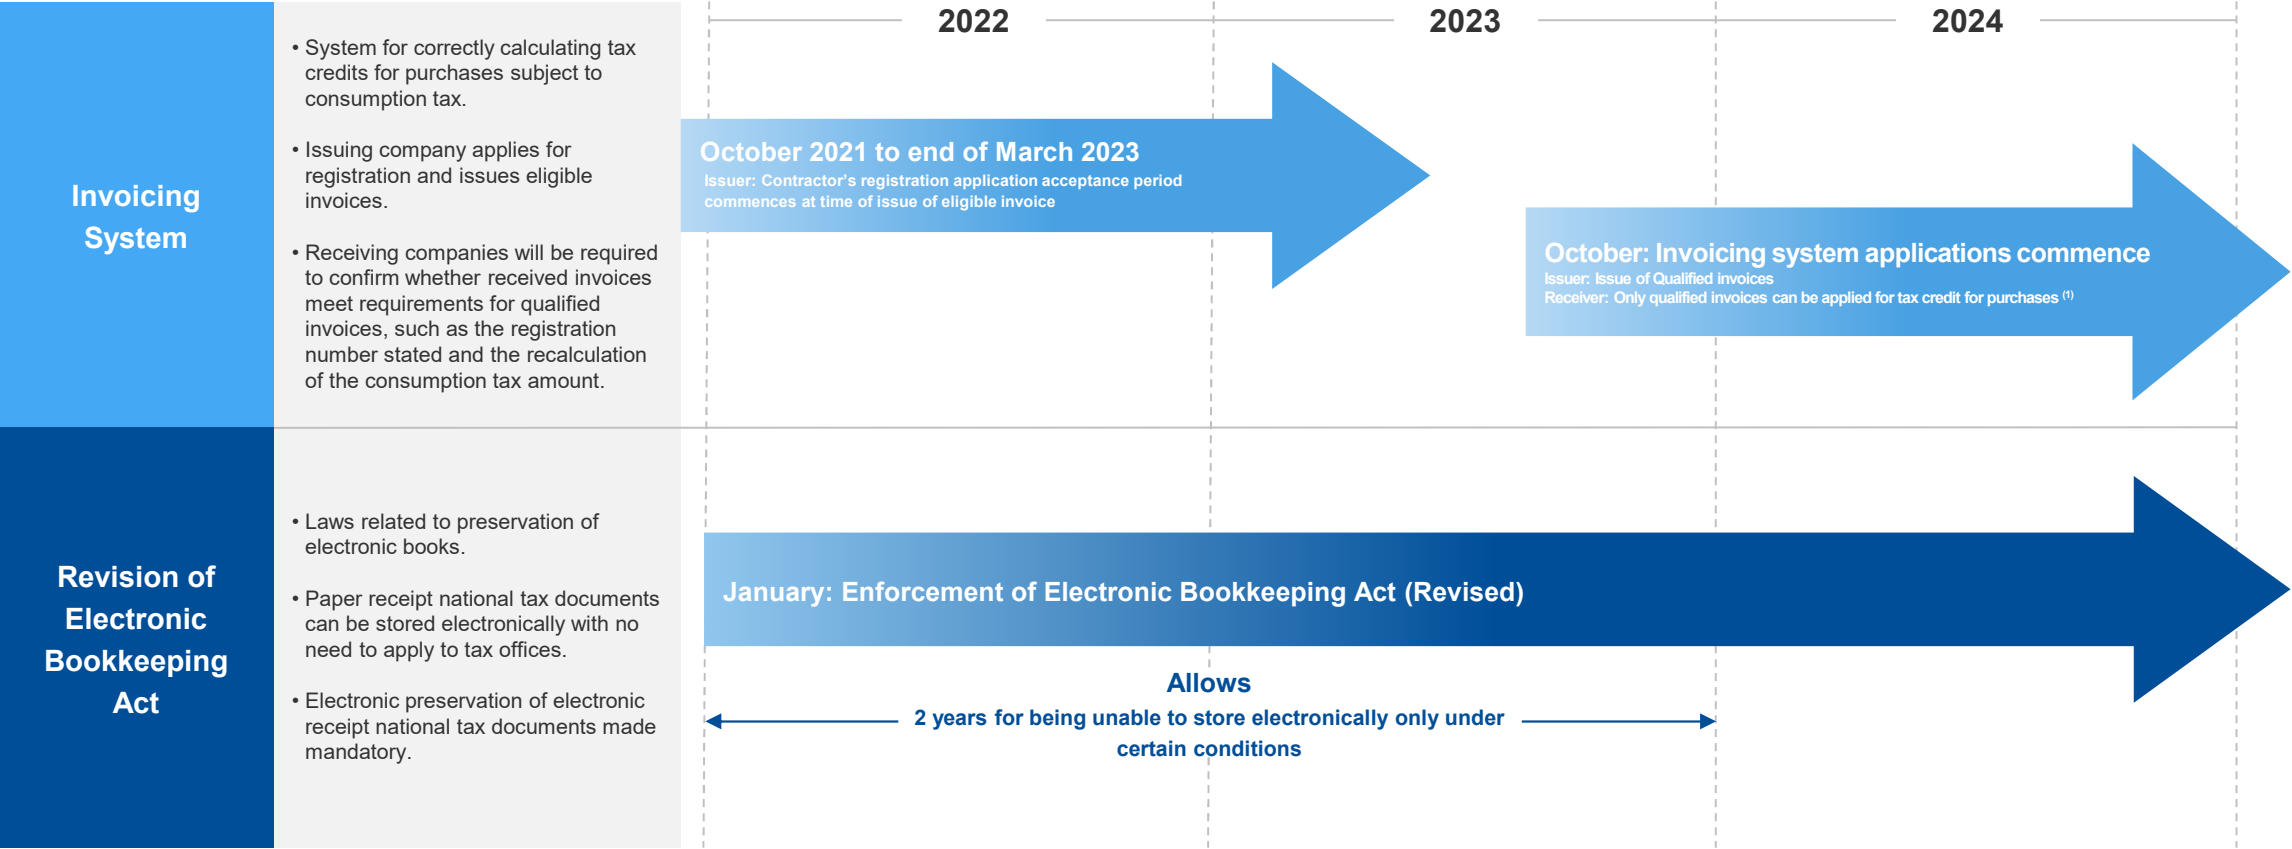 2022
2023
2024
Invoicing
System
• System for correctly calculating tax
credits for purchases subject to
consumption tax.
• Issuing company applies for
registration and issues eligible
invoices.
• Receiving companies will be required
to confirm whether received invoices
meet requirements for qualified
invoices, such as the registration
number stated and the recalculation
of the consumption tax amount.
October 2021 to end of March 2023
Issuer: Contractor's registration application acceptance period
commences at time of issue of eligible invoice
October: Invoicing system applications commence
Issuer: Issue of Qualified invoices
Receiver: Only qualified invoices can be applied for tax credit for purchases (1)
Revision of
Electronic
Bookkeeping
Act
• Laws related to preservation of
electronic books.
• Paper receipt national tax documents
can be stored electronically with no
need to apply to tax offices.
• Electronic preservation of electronic
receipt national tax documents made
mandatory.
January: Enforcement of Electronic Bookkeeping Act (Revised)
Allows
2 years for being unable to store electronically only under
certain conditions